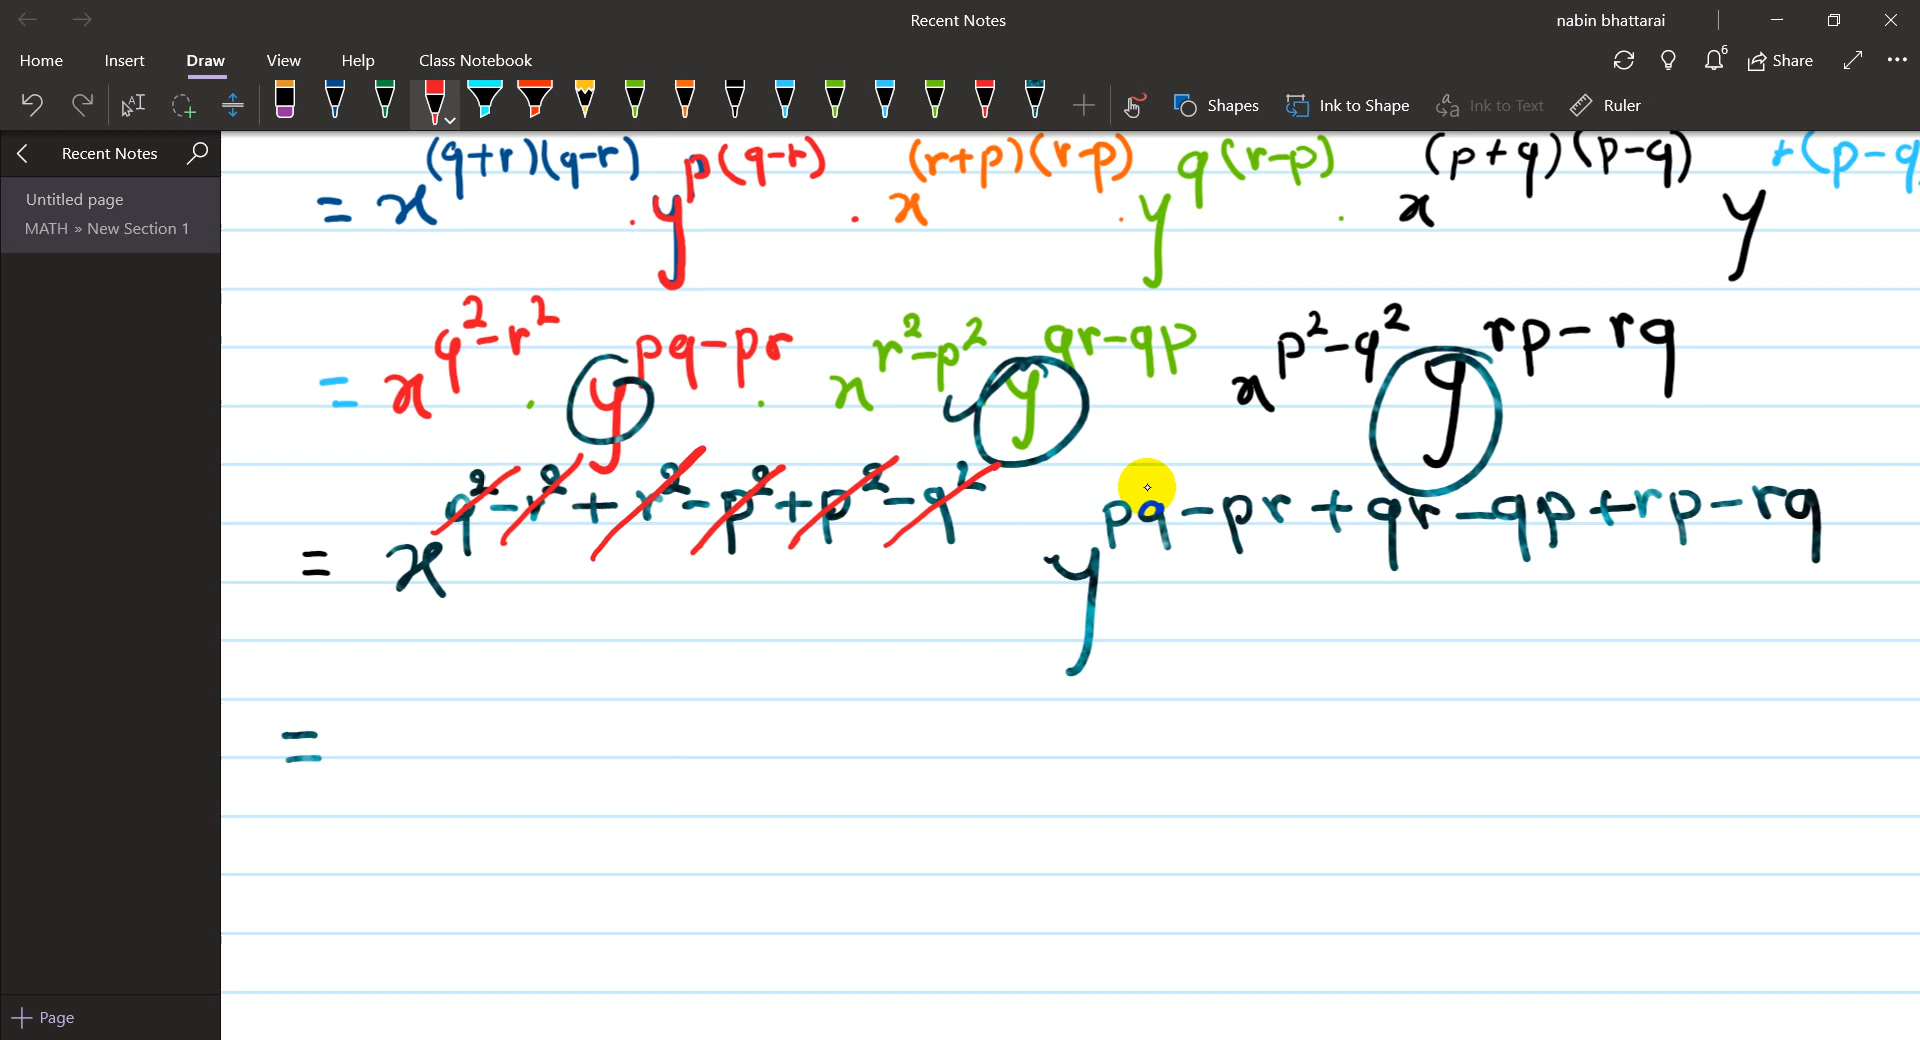 Recent Notes
nabin bhattarai
Home Insert Draw View Help Class Notebook
6 Share
Shapes Ink to Shape Ink to Text Ruler
Recent Notes
Untitled page
MATH » New Section 1
= x^(q+r)(q-r) . y^p(q-r) . x^(r+p)(r-p) . y^q(r-p) . x^(p+q)(p-q) y^r(p-q
= x^q²-r² . y^pq-pr . x^r²-p² y^qr-qp x^p²-q² y^rp-rq
= x^q²-r²+r²-p²+p²-q² y^pq-pr+qr-qp+rp-rq
=
+ Page